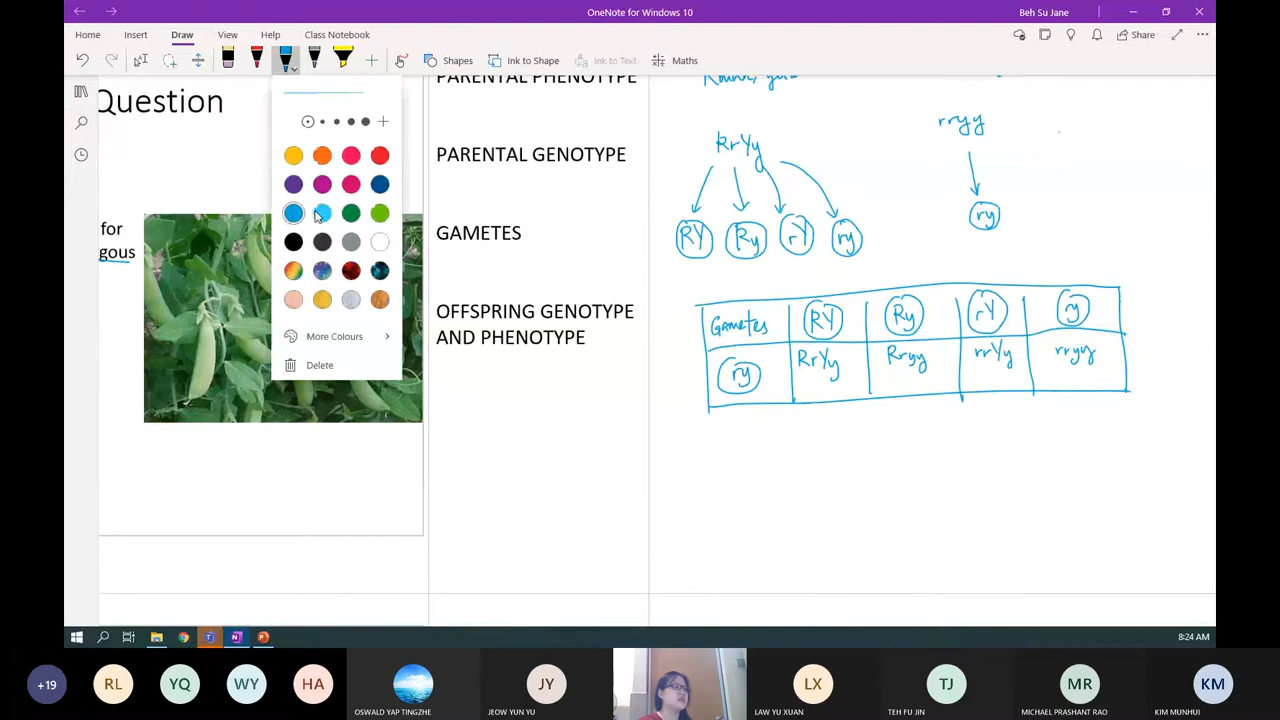 OneNote for Windows 10
Beh Su Jane
Home Insert Draw View Help Class Notebook
Share
Shapes Ink to Shape Ink to Text Maths
Question
for
gous
More Colours
Delete
PARENTAL PHENOTYPE
PARENTAL GENOTYPE
GAMETES
OFFSPRING GENOTYPE
AND PHENOTYPE
RrYy rryy
RY Ry rY ry ry
Gametes RY Ry rY ry
ry RrYy Rryy rrYy rryy
8:24 AM
+19 RL YQ WY HA JY LX TJ MR KM
OSWALD YAP TINGZHE JEOW YUN YU LAW YU XUAN TEH FU JIN MICHAEL PRASHANT RAO KIM MUNHUI